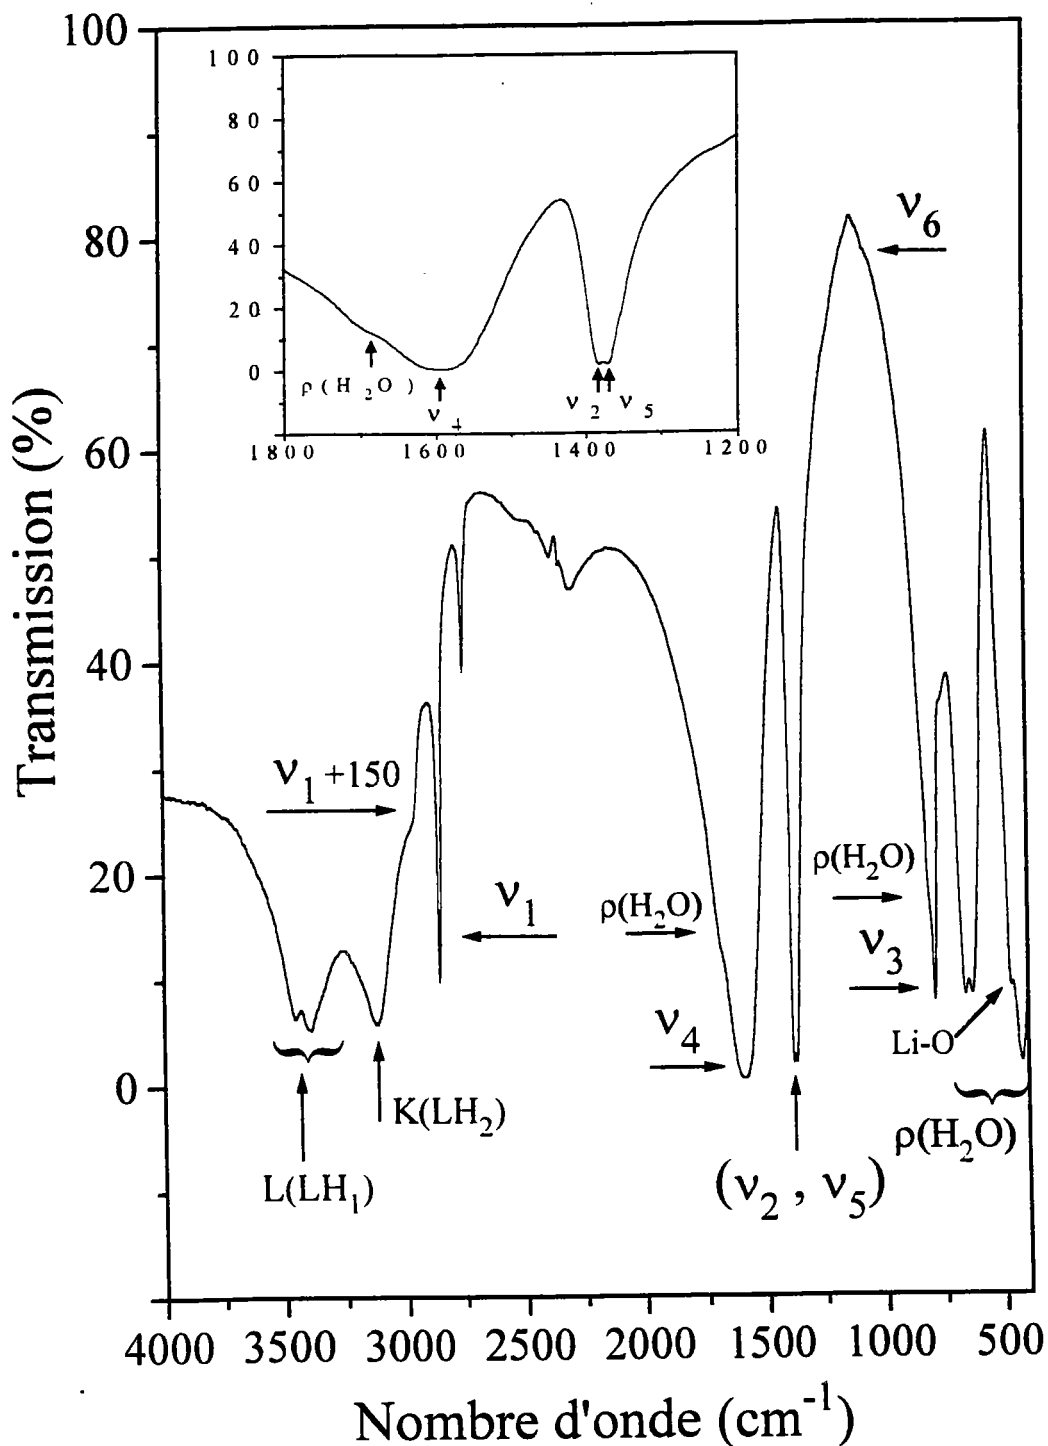 100
80
60
40
20
0
Transmission (%)
100
80
60
40
20
0
ρ(H₂O)
ν₄
ν₂ ν₅
1800 1600 1400 1200
ν₆
ν₁ +150
ν₁
ρ(H₂O)
ρ(H₂O)
ν₃
ν₄
Li-O
K(LH₂)
L(LH₁)
(ν₂ , ν₅)
ρ(H₂O)
4000 3500 3000 2500 2000 1500 1000 500
Nombre d'onde (cm⁻¹)